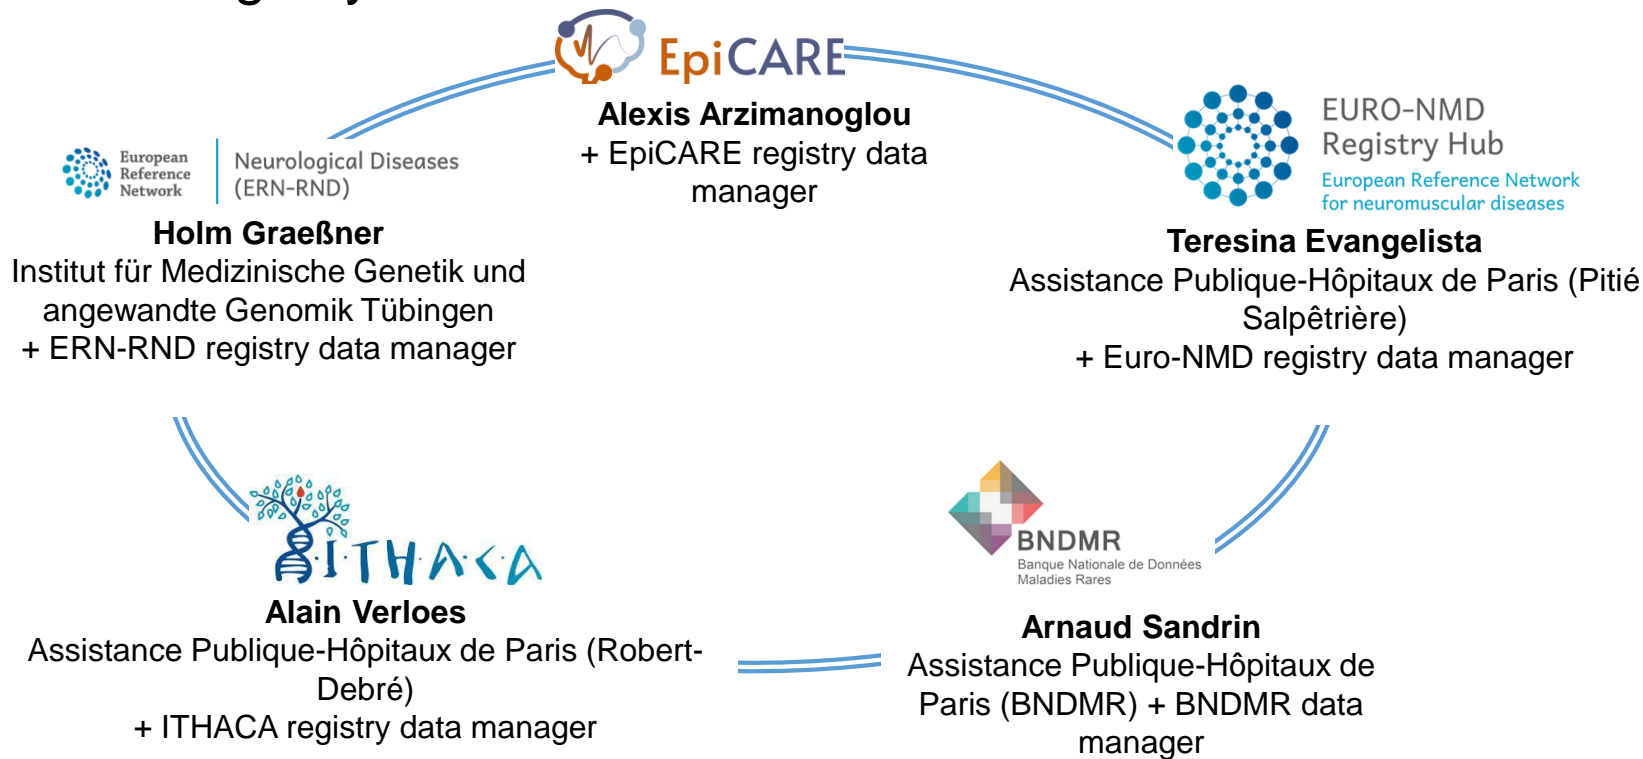 EpiCARE
Alexis Arzimanoglou
+ EpiCARE registry data
manager
European
Reference
Network
Neurological Diseases
(ERN-RND)
Holm Graeßner
Institut für Medizinische Genetik und
angewandte Genomik Tübingen
+ ERN-RND registry data manager
EURO-NMD
Registry Hub
European Reference Network
for neuromuscular diseases
Teresina Evangelista
Assistance Publique-Hôpitaux de Paris (Pitié
Salpêtrière)
+ Euro-NMD registry data manager
ITHACA
Alain Verloes
Assistance Publique-Hôpitaux de Paris (Robert-
Debré)
+ ITHACA registry data manager
BNDMR
Banque Nationale de Données
Maladies Rares
Arnaud Sandrin
Assistance Publique-Hôpitaux de
Paris (BNDMR) + BNDMR data
manager